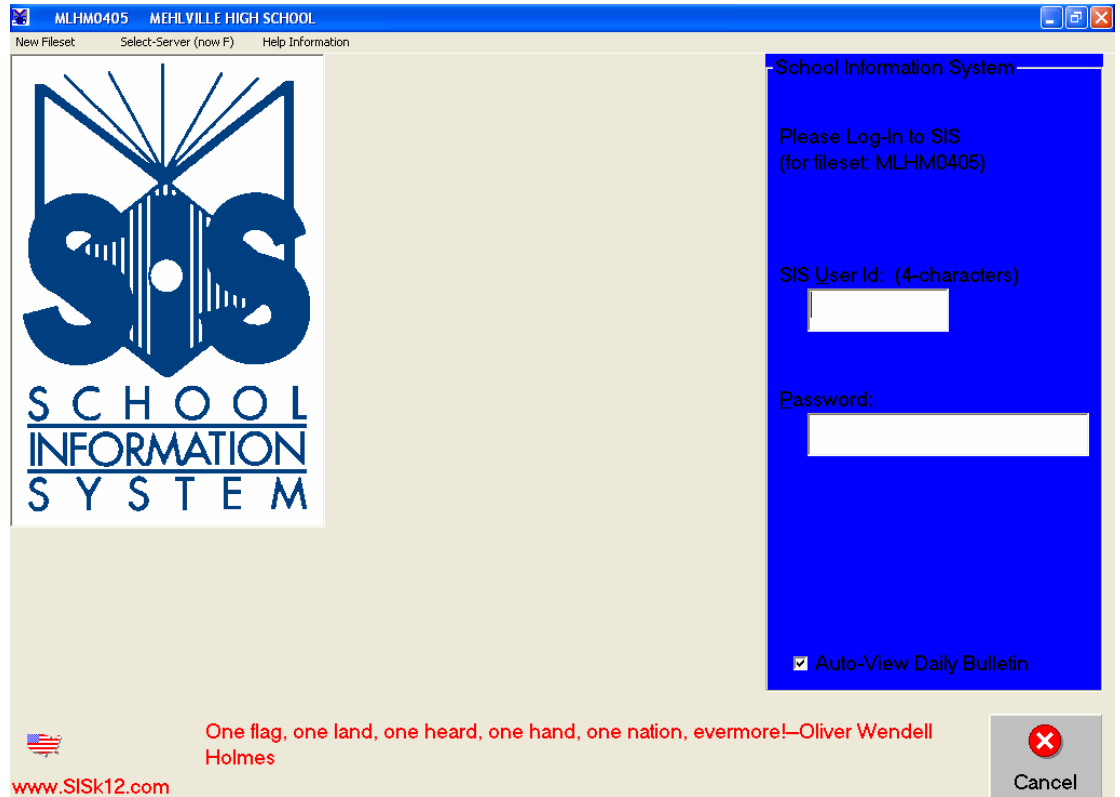 MLHM0405 MEHLVILLE HIGH SCHOOL
New Fileset Select-Server (now F) Help Information
SIS
SCHOOL
INFORMATION
SYSTEM
School Information System
Please Log-In to SIS
(for fileset: MLHM0405)
SIS User Id: (4-characters)
Password:
Auto-View Daily Bulletin
One flag, one land, one heard, one hand, one nation, evermore!--Oliver Wendell
Holmes
www.SISk12.com
Cancel